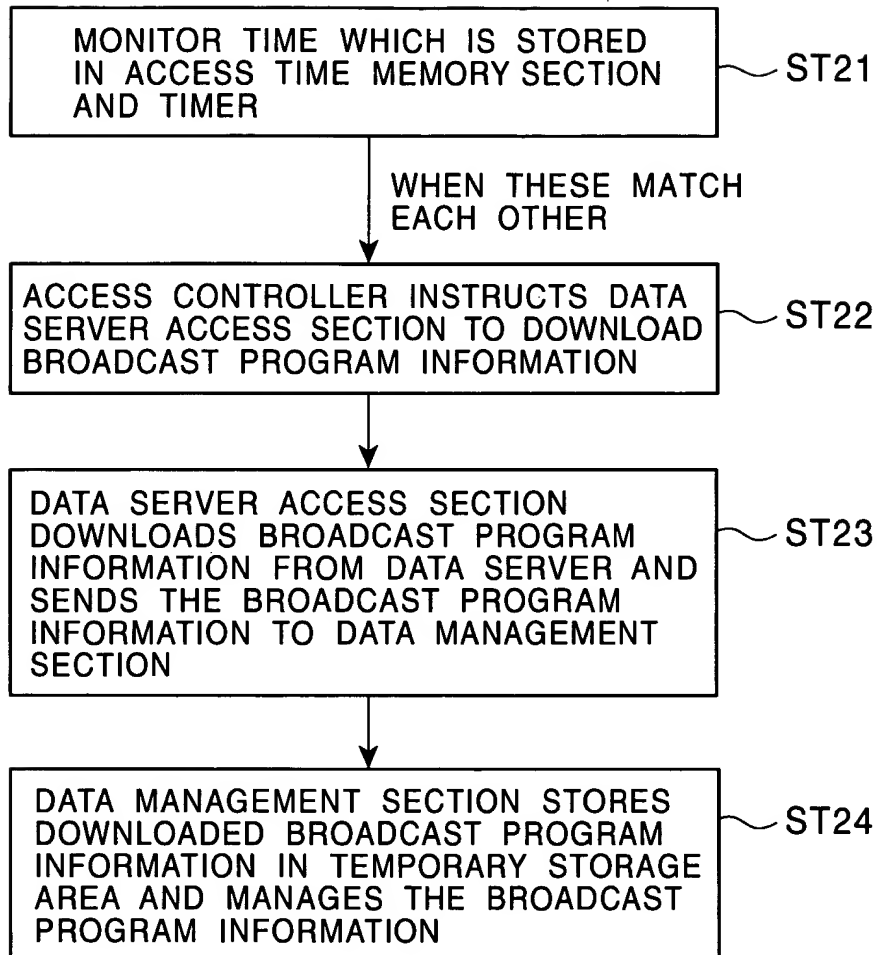 MONITOR TIME WHICH IS STORED
IN ACCESS TIME MEMORY SECTION
AND TIMER
ST21
WHEN THESE MATCH
EACH OTHER
ACCESS CONTROLLER INSTRUCTS DATA
SERVER ACCESS SECTION TO DOWNLOAD
BROADCAST PROGRAM INFORMATION
ST22
DATA SERVER ACCESS SECTION
DOWNLOADS BROADCAST PROGRAM
INFORMATION FROM DATA SERVER AND
SENDS THE BROADCAST PROGRAM
INFORMATION TO DATA MANAGEMENT
SECTION
ST23
DATA MANAGEMENT SECTION STORES
DOWNLOADED BROADCAST PROGRAM
INFORMATION IN TEMPORARY STORAGE
AREA AND MANAGES THE BROADCAST
PROGRAM INFORMATION
ST24